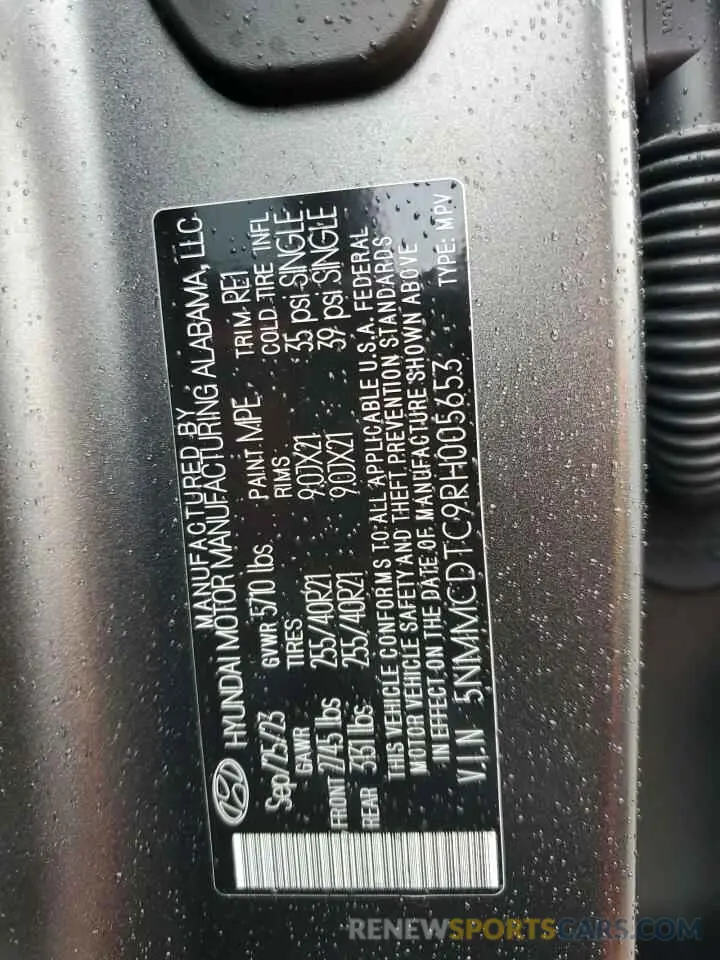 MANUFACTURED BY
HYUNDAI MOTOR MANUFACTURING ALABAMA, LLC
Sep/25/23 GVWR 5710 lbs PAINT MPE TRIM RE1
GAWR TIRES RIMS COLD TIRE INFL
FRONT 2745 lbs 255/40R21 9.0JX21 35 psi SINGLE
REAR 3351 lbs 255/40R21 9.0JX21 39 psi SINGLE
THIS VEHICLE CONFORMS TO ALL APPLICABLE U.S.A. FEDERAL
MOTOR VEHICLE SAFETY AND THEFT PREVENTION STANDARDS
IN EFFECT ON THE DATE OF MANUFACTURE SHOWN ABOVE
V.I.N 5NMMCDTC9RH005653 TYPE: MPV
RENEWSPORTSCARS.COM